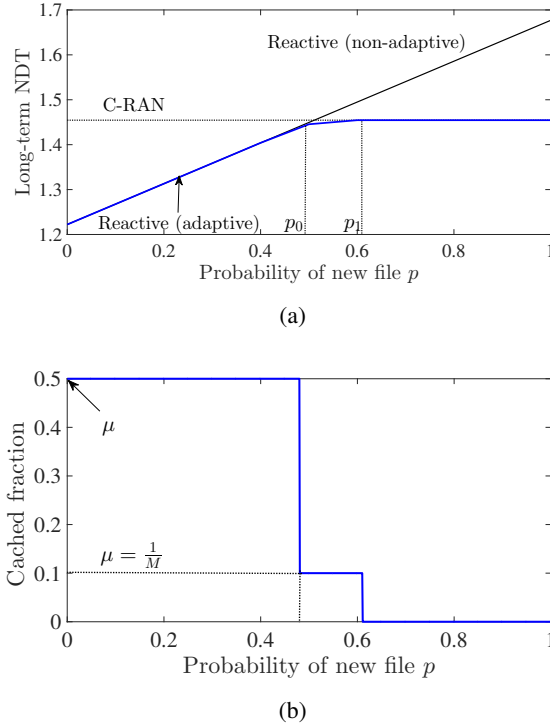 1.7
1.6
1.5
1.4
1.3
1.2
Long-term NDT
Reactive (non-adaptive)
C-RAN
Reactive (adaptive)
p₀
p₁
0
0.2
0.4
0.6
0.8
1
Probability of new file p
(a)
0.5
0.4
0.3
0.2
0.1
0
Cached fraction
μ
μ = 1/M
0
0.2
0.4
0.6
0.8
1
Probability of new file p
(b)